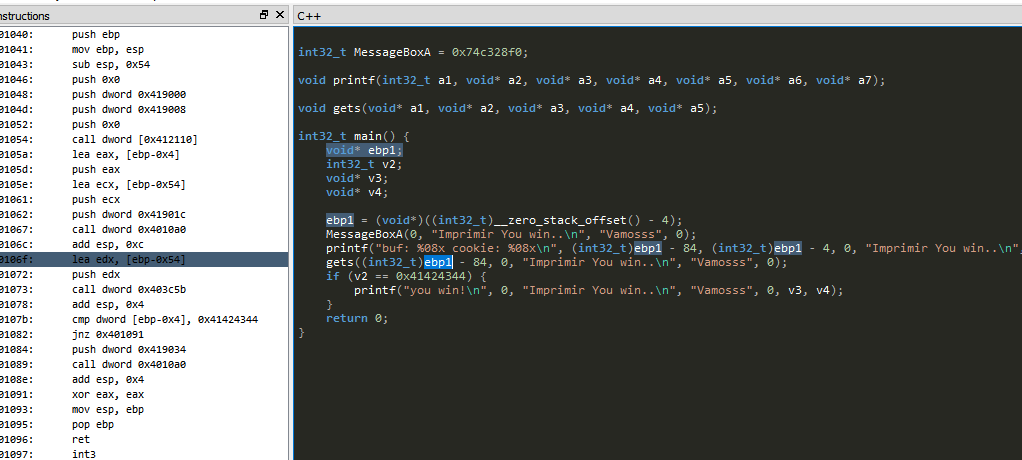 nstructions
C++
01040: push ebp
01041: mov ebp, esp
01043: sub esp, 0x54
01046: push 0x0
01048: push dword 0x419000
0104d: push dword 0x419008
01052: push 0x0
01054: call dword [0x412110]
0105a: lea eax, [ebp-0x4]
0105d: push eax
0105e: lea ecx, [ebp-0x54]
01061: push ecx
01062: push dword 0x41901c
01067: call dword 0x4010a0
0106c: add esp, 0xc
0106f: lea edx, [ebp-0x54]
01072: push edx
01073: call dword 0x403c5b
01078: add esp, 0x4
0107b: cmp dword [ebp-0x4], 0x41424344
01082: jnz 0x401091
01084: push dword 0x419034
01089: call dword 0x4010a0
0108e: add esp, 0x4
01091: xor eax, eax
01093: mov esp, ebp
01095: pop ebp
01096: ret
01097: int3
int32_t MessageBoxA = 0x74c328f0;
void printf(int32_t a1, void* a2, void* a3, void* a4, void* a5, void* a6, void* a7);
void gets(void* a1, void* a2, void* a3, void* a4, void* a5);
int32_t main() {
void* ebp1;
int32_t v2;
void* v3;
void* v4;
ebp1 = (void*)((int32_t)__zero_stack_offset() - 4);
MessageBoxA(0, "Imprimir You win..\n", "Vamosss", 0);
printf("buf: %08x cookie: %08x\n", (int32_t)ebp1 - 84, (int32_t)ebp1 - 4, 0, "Imprimir You win..\n",
gets((int32_t)ebp1 - 84, 0, "Imprimir You win..\n", "Vamosss", 0);
if (v2 == 0x41424344) {
printf("you win!\n", 0, "Imprimir You win..\n", "Vamosss", 0, v3, v4);
}
return 0;
}